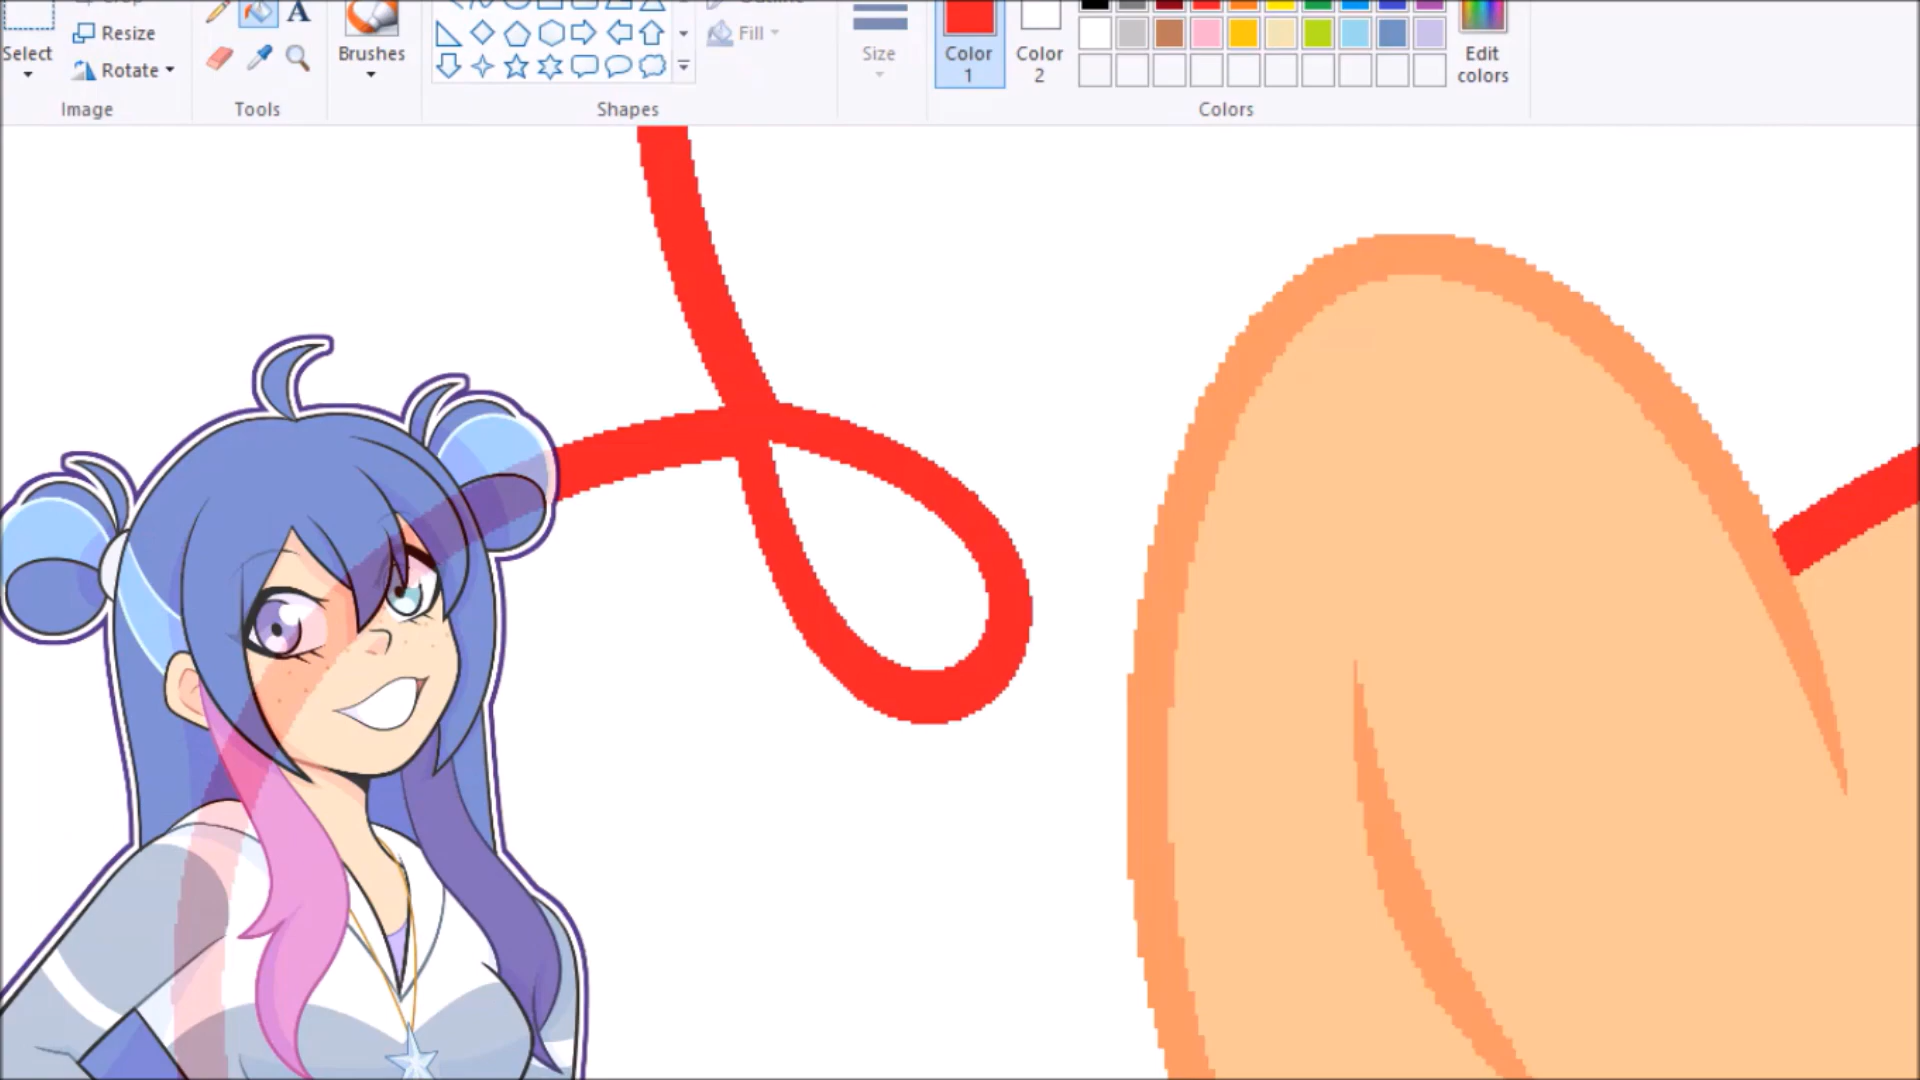 Resize
Select
Rotate
Image
A
Tools
Brushes
Shapes
Fill
Size
Color
1
Color
2
Edit
colors
Colors